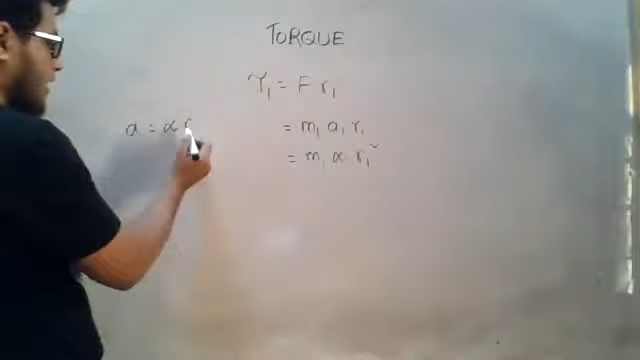 TORQUE
τ₁ = F r₁
a = α r
= m₁ a₁ r₁
= m₁ α r₁²